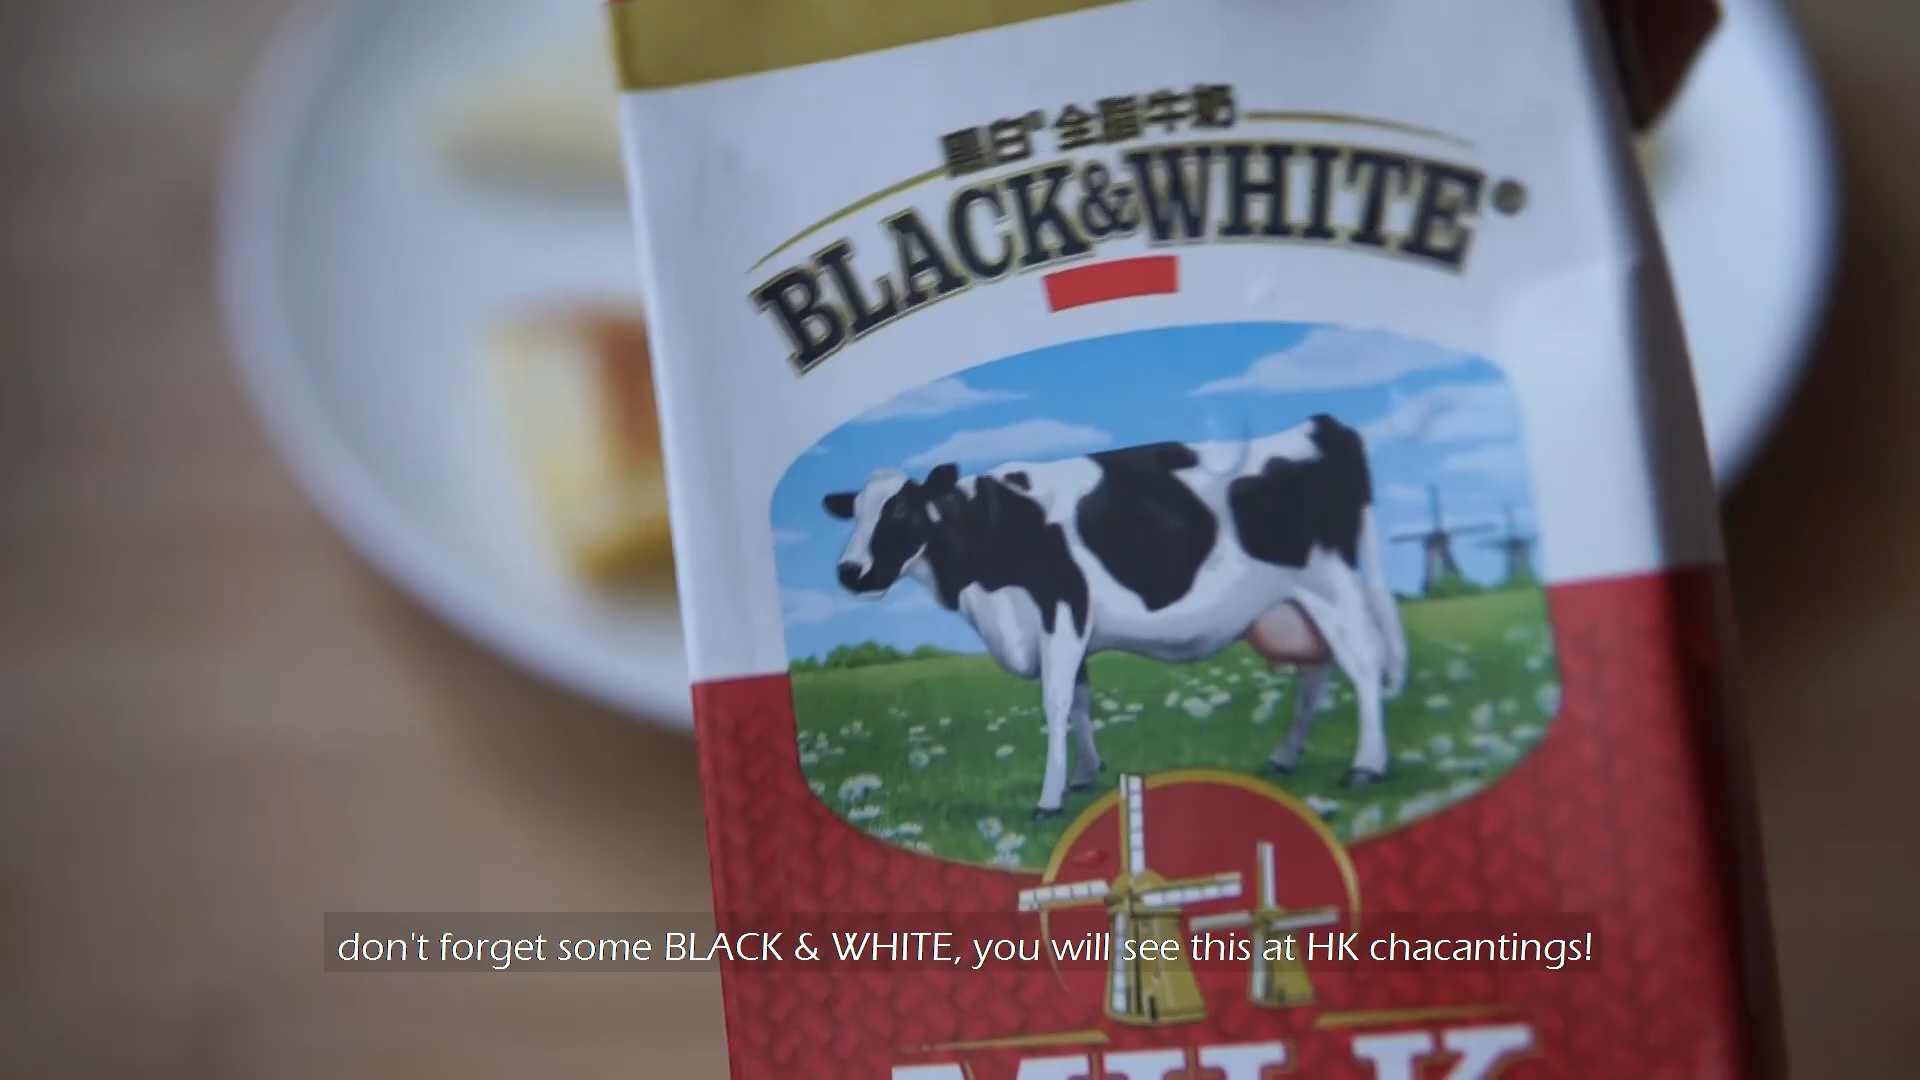 黑白® 全脂牛奶
BLACK&WHITE®
don't forget some BLACK & WHITE, you will see this at HK chacantings!
MILK